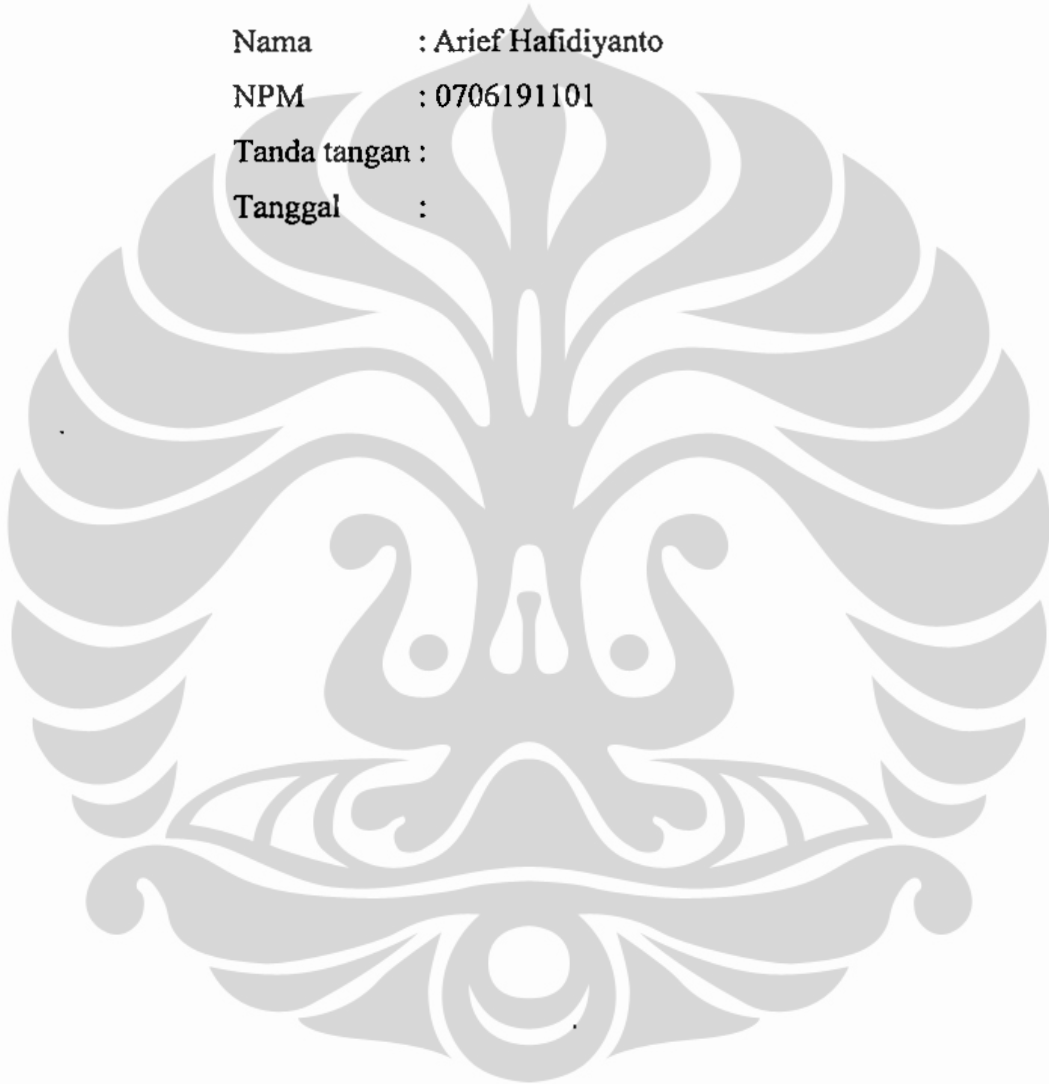 Nama : Arief Hafidiyanto
NPM : 0706191101
Tanda tangan :
Tanggal :